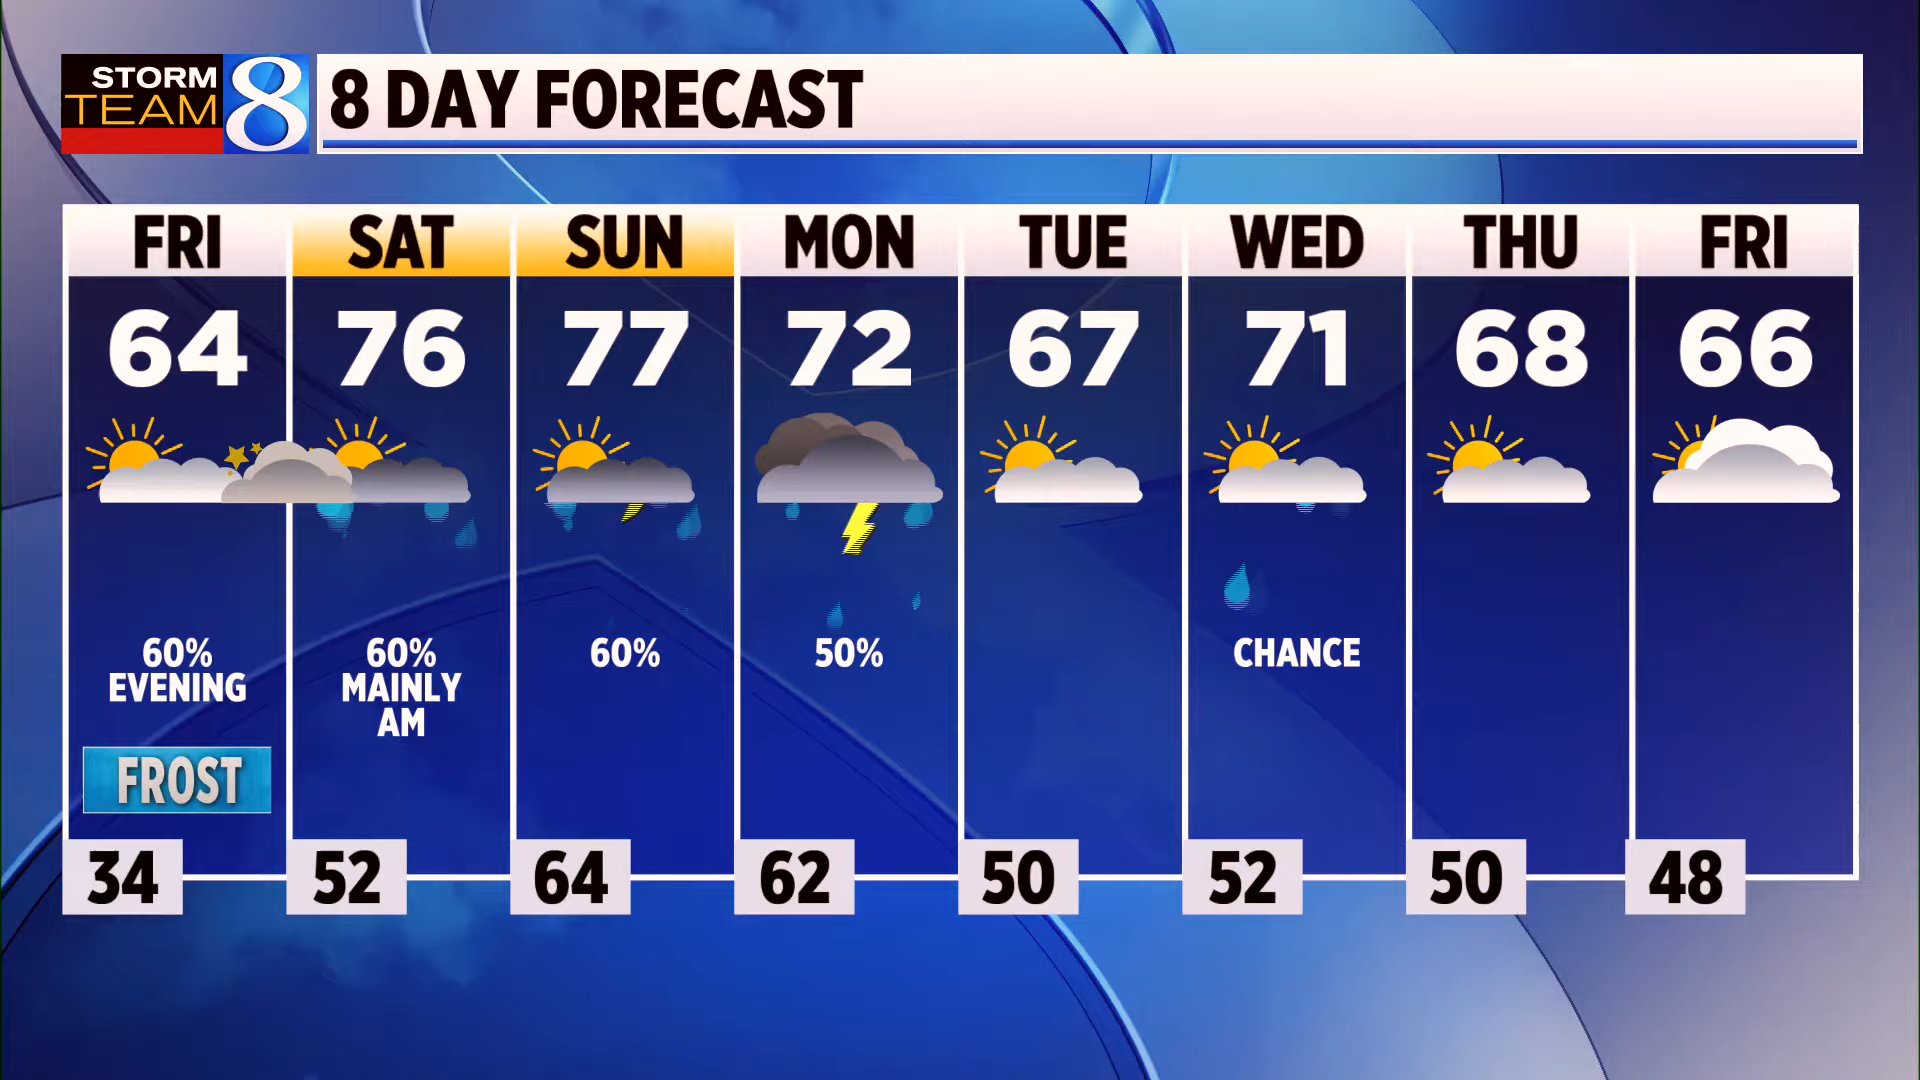 STORM
TEAM 8
8 DAY FORECAST
FRI SAT SUN MON TUE WED THU FRI
64 76 77 72 67 71 68 66
60% 60% 60% 50% CHANCE
EVENING MAINLY
AM
FROST
34 52 64 62 50 52 50 48